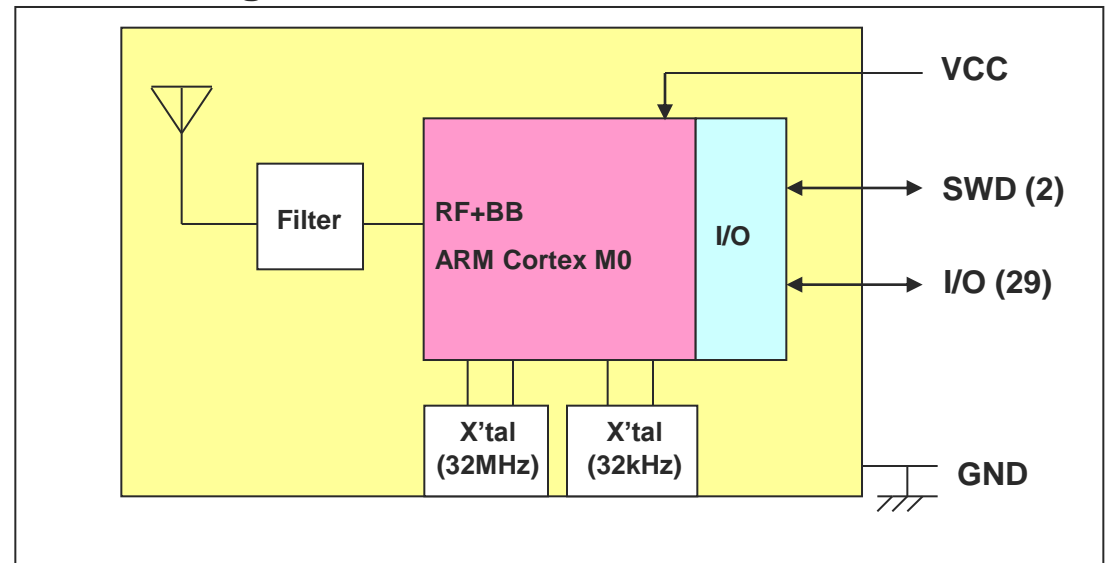 VCC
SWD (2)
Filter
RF+BB
ARM Cortex M0
I/O
I/O (29)
X'tal
(32MHz)
X'tal
(32kHz)
GND